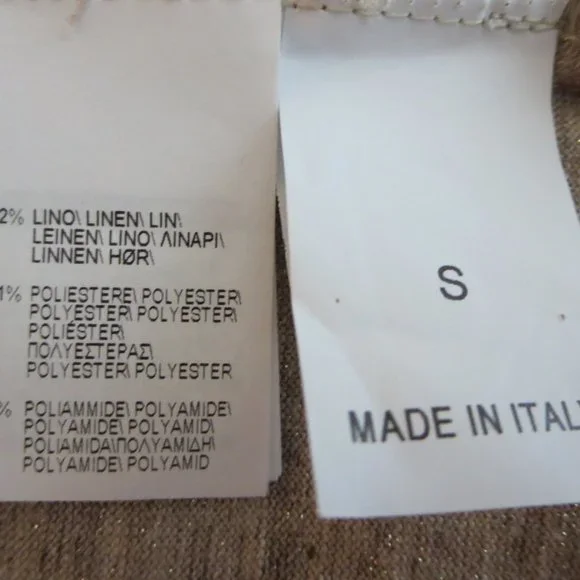 2% LINO\ LINEN\ LIN\
LEINEN\ LINO\ ΛΙΝΑΡΙ\
LINNEN\ HØR\
1% POLIESTERE\ POLYESTER\
POLYESTER\ POLYESTER\
POLIÉSTER\
ΠΟΛΥΕΣΤΕΡΑΣ\
POLYESTER\ POLYESTER
% POLIAMMIDE\ POLYAMIDE\
POLYAMIDE\ POLYAMID\
POLIAMIDA\ΠΟΛΥΑΜΙΔΗ\
POLYAMIDE\ POLYAMID
S
MADE IN ITAL